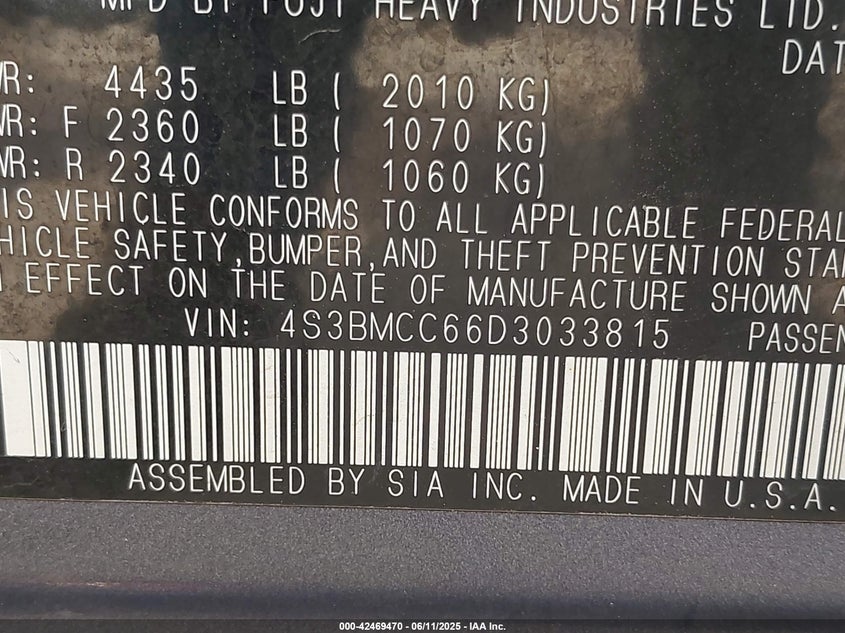 MFD BY FUJI HEAVY INDUSTRIES LTD.
DAT
WR: 4435 LB ( 2010 KG)
WR: F 2360 LB ( 1070 KG)
WR: R 2340 LB ( 1060 KG)
IS VEHICLE CONFORMS TO ALL APPLICABLE FEDERAL
HICLE SAFETY,BUMPER,AND THEFT PREVENTION STA
EFFECT ON THE DATE OF MANUFACTURE SHOWN A
VIN: 4S3BMCC66D3033815 PASSEN
ASSEMBLED BY SIA INC. MADE IN U.S.A.
000-42469470 - 06/11/2025 - IAA Inc.